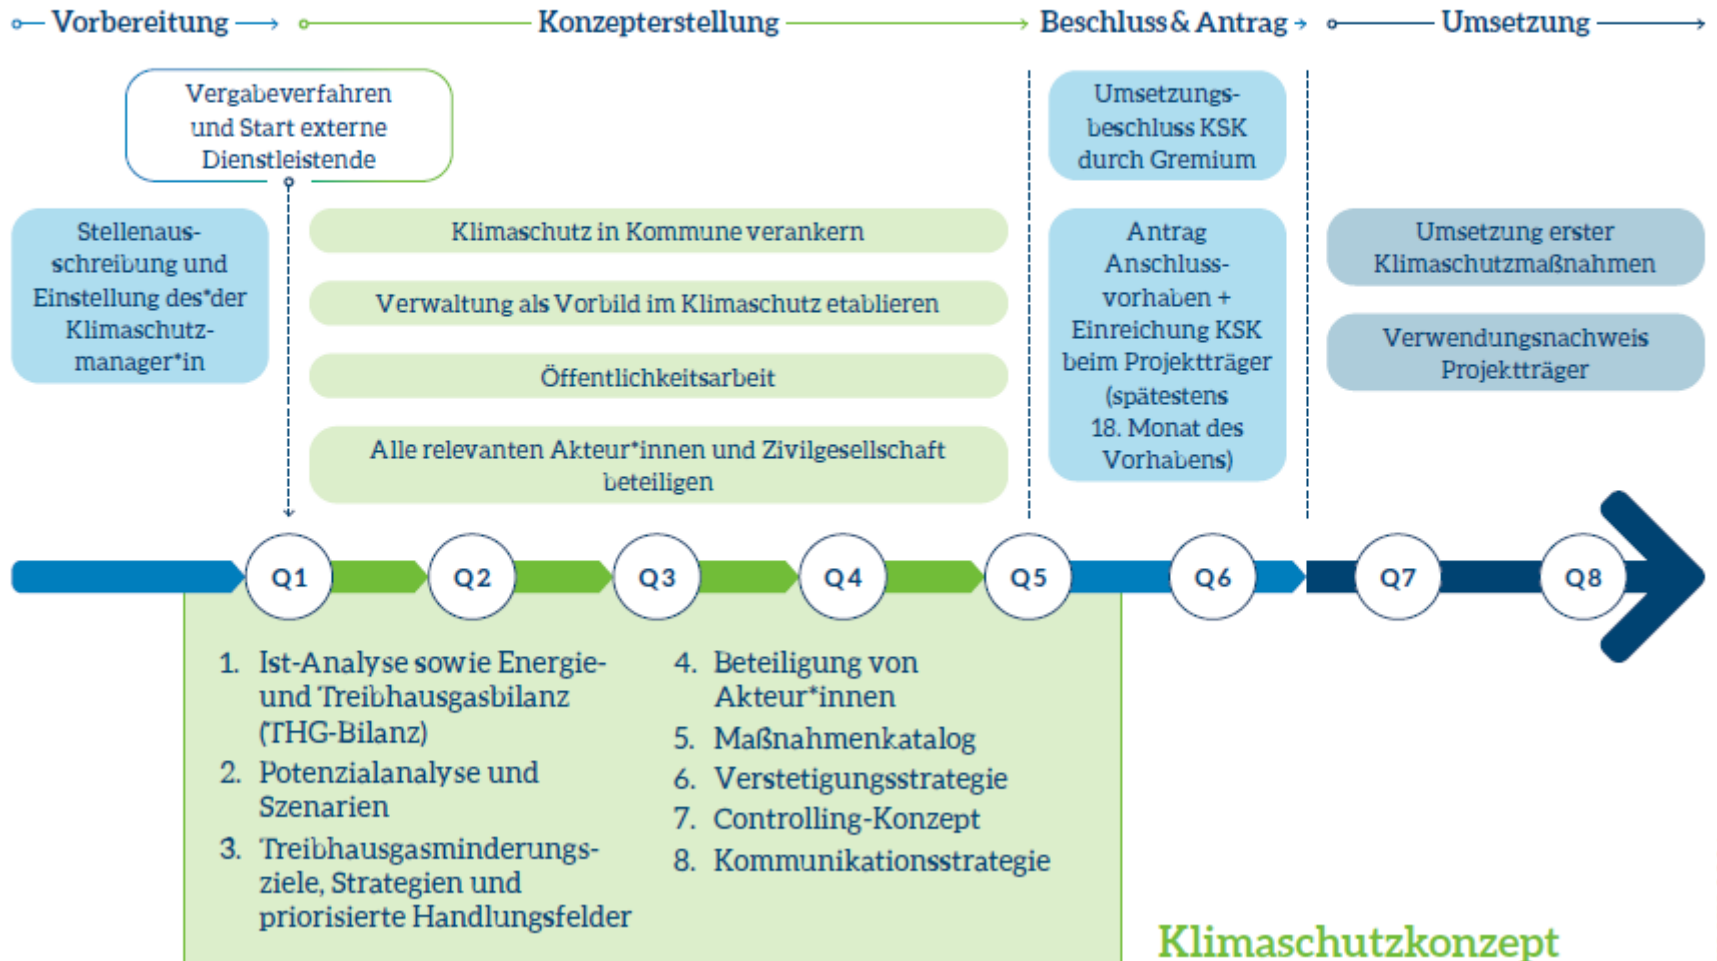 Vorbereitung
Konzepterstellung
Beschluss & Antrag
Umsetzung
Vergabeverfahren
und Start externe
Dienstleistende
Stellenaus-
schreibung und
Einstellung des*der
Klimaschutz-
manager*in
Klimaschutz in Kommune verankern
Verwaltung als Vorbild im Klimaschutz etablieren
Öffentlichkeitsarbeit
Alle relevanten Akteur*innen und Zivilgesellschaft
beteiligen
Umsetzungs-
beschluss KSK
durch Gremium
Antrag
Anschluss-
vorhaben +
Einreichung KSK
beim Projektträger
(spätestens
18. Monat des
Vorhabens)
Umsetzung erster
Klimaschutzmaßnahmen
Verwendungsnachweis
Projektträger
Q1
Q2
Q3
Q4
Q5
Q6
Q7
Q8
1. Ist-Analyse sowie Energie-
und Treibhausgasbilanz
(THG-Bilanz)
2. Potenzialanalyse und
Szenarien
3. Treibhausgasminderungs-
ziele, Strategien und
priorisierte Handlungsfelder
4. Beteiligung von
Akteur*innen
5. Maßnahmenkatalog
6. Verstetigungsstrategie
7. Controlling-Konzept
8. Kommunikationsstrategie
Klimaschutzkonzept